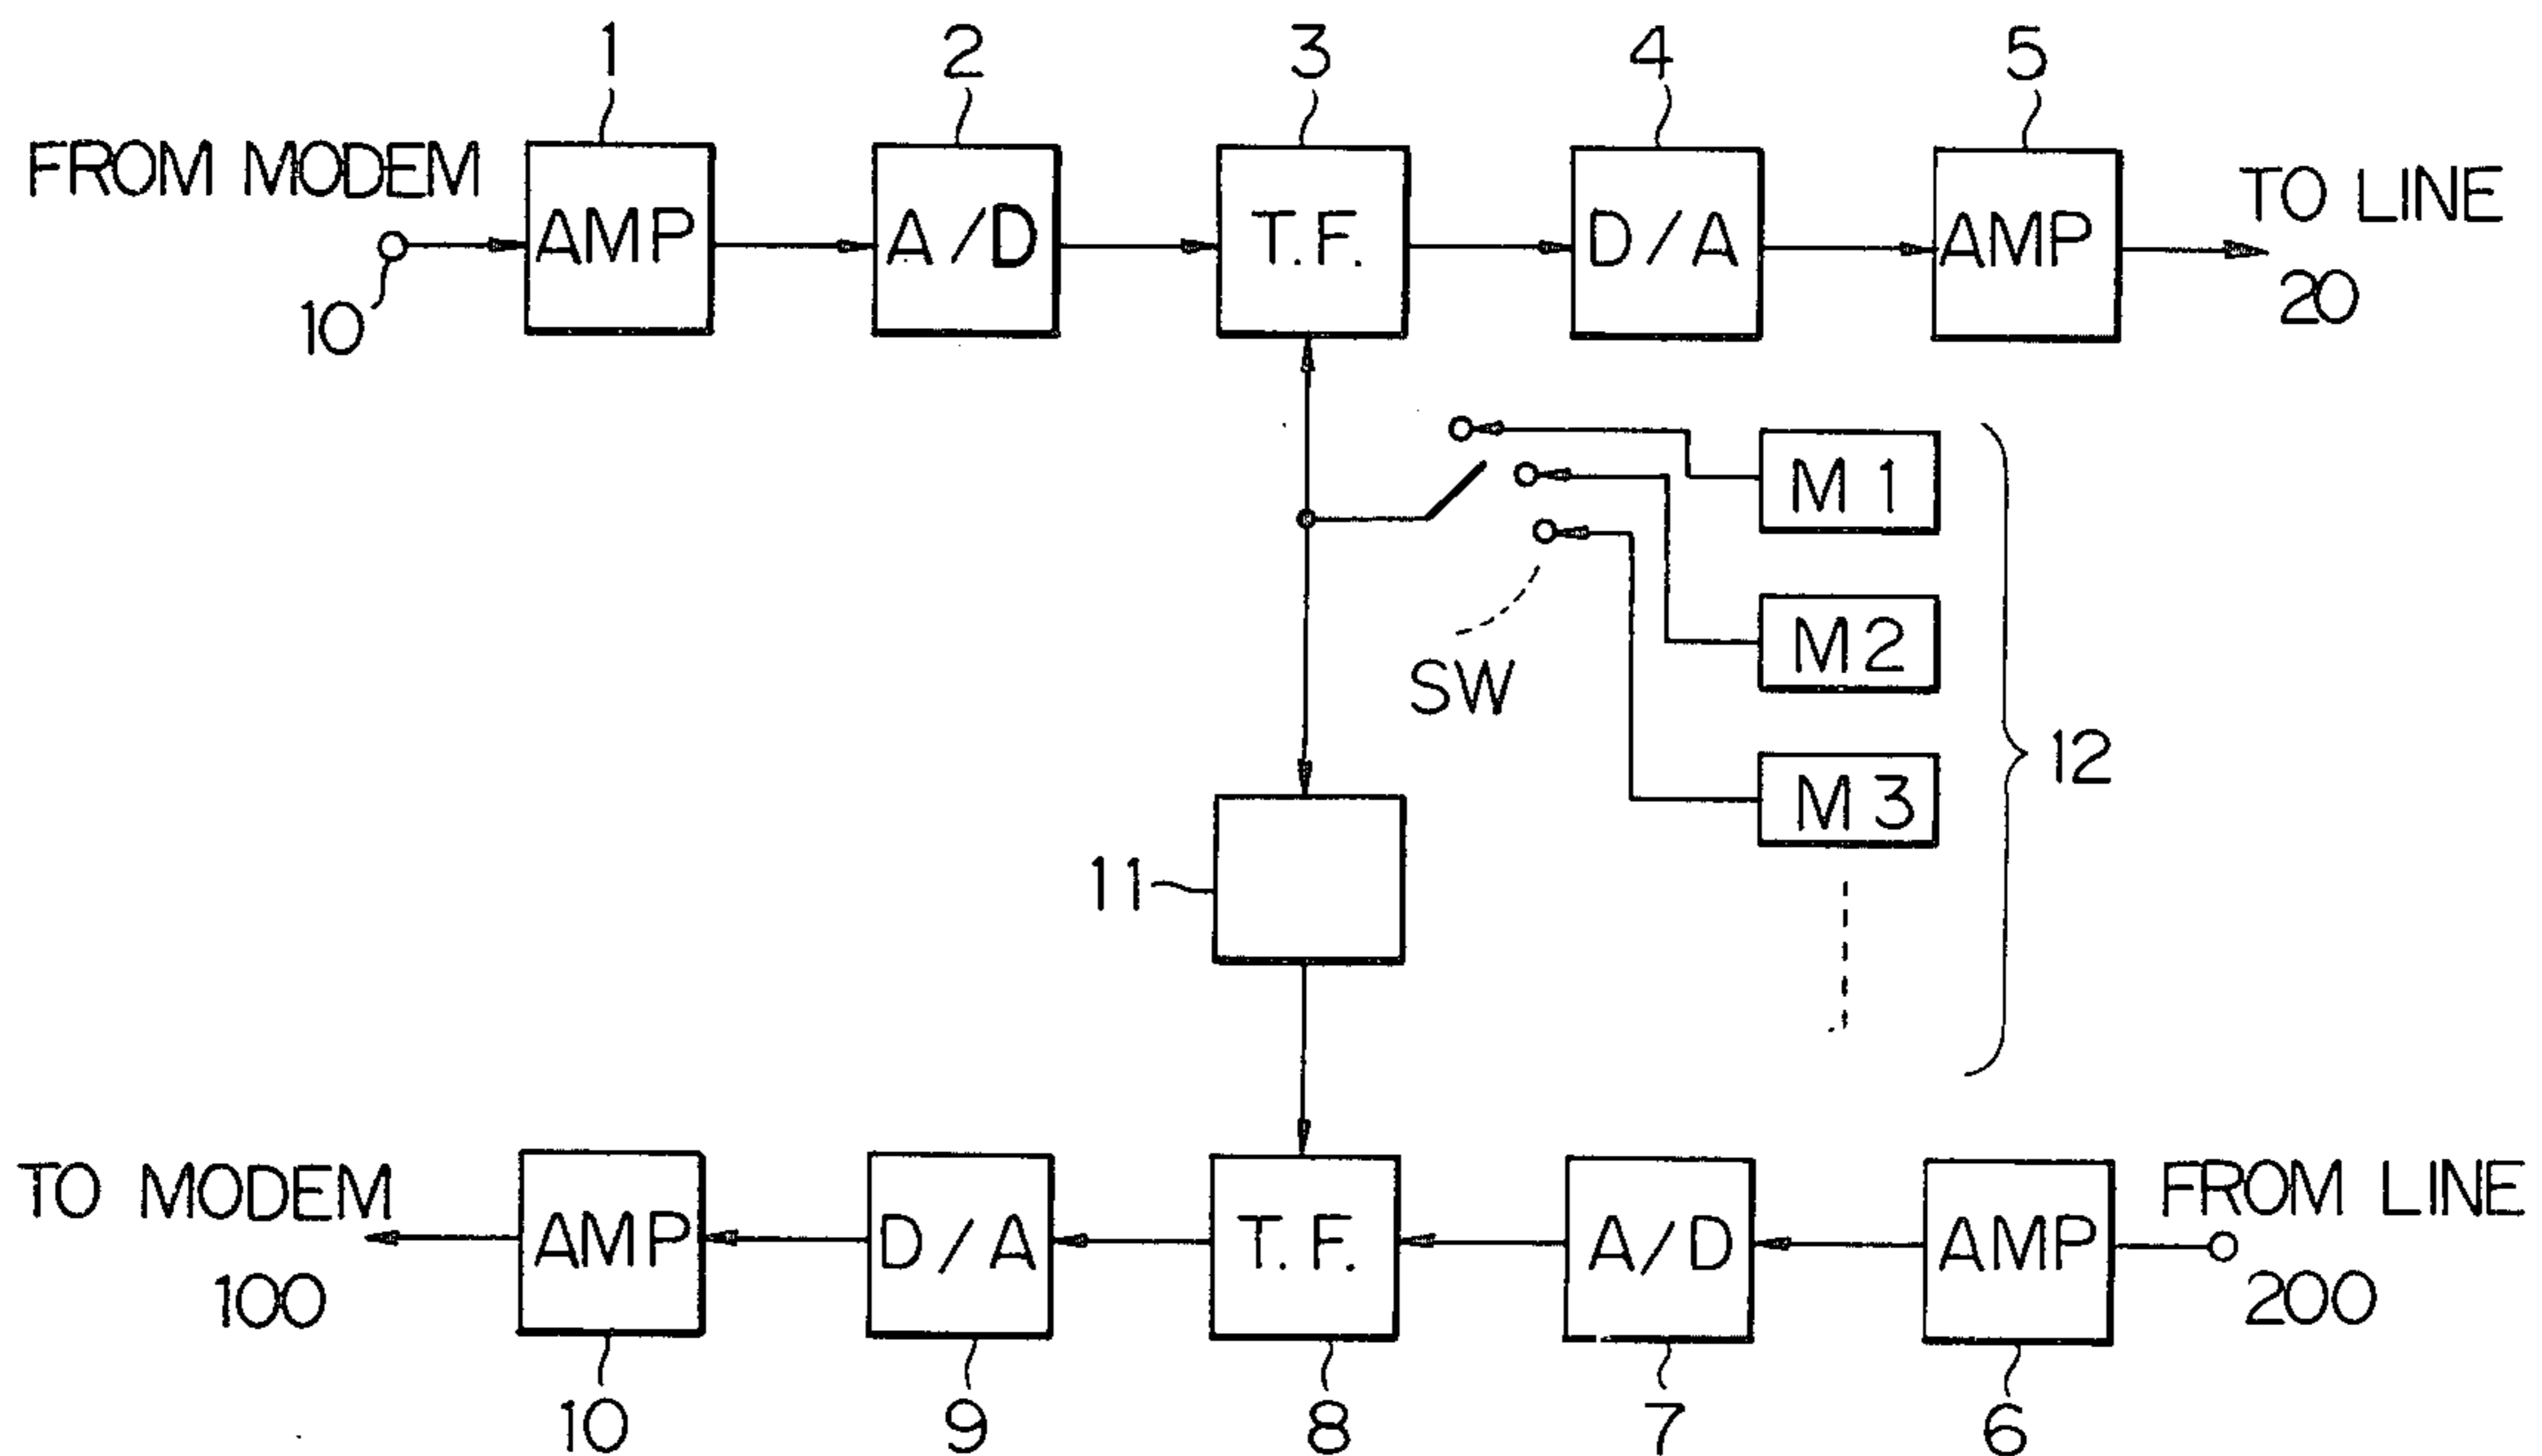 1 2 3 4 5
FROM MODEM AMP A/D T.F. D/A AMP TO LINE
10 20
M1
M2
SW
12
M3
11
TO MODEM AMP D/A T.F. A/D AMP FROM LINE
100 200
10 9 8 7 6